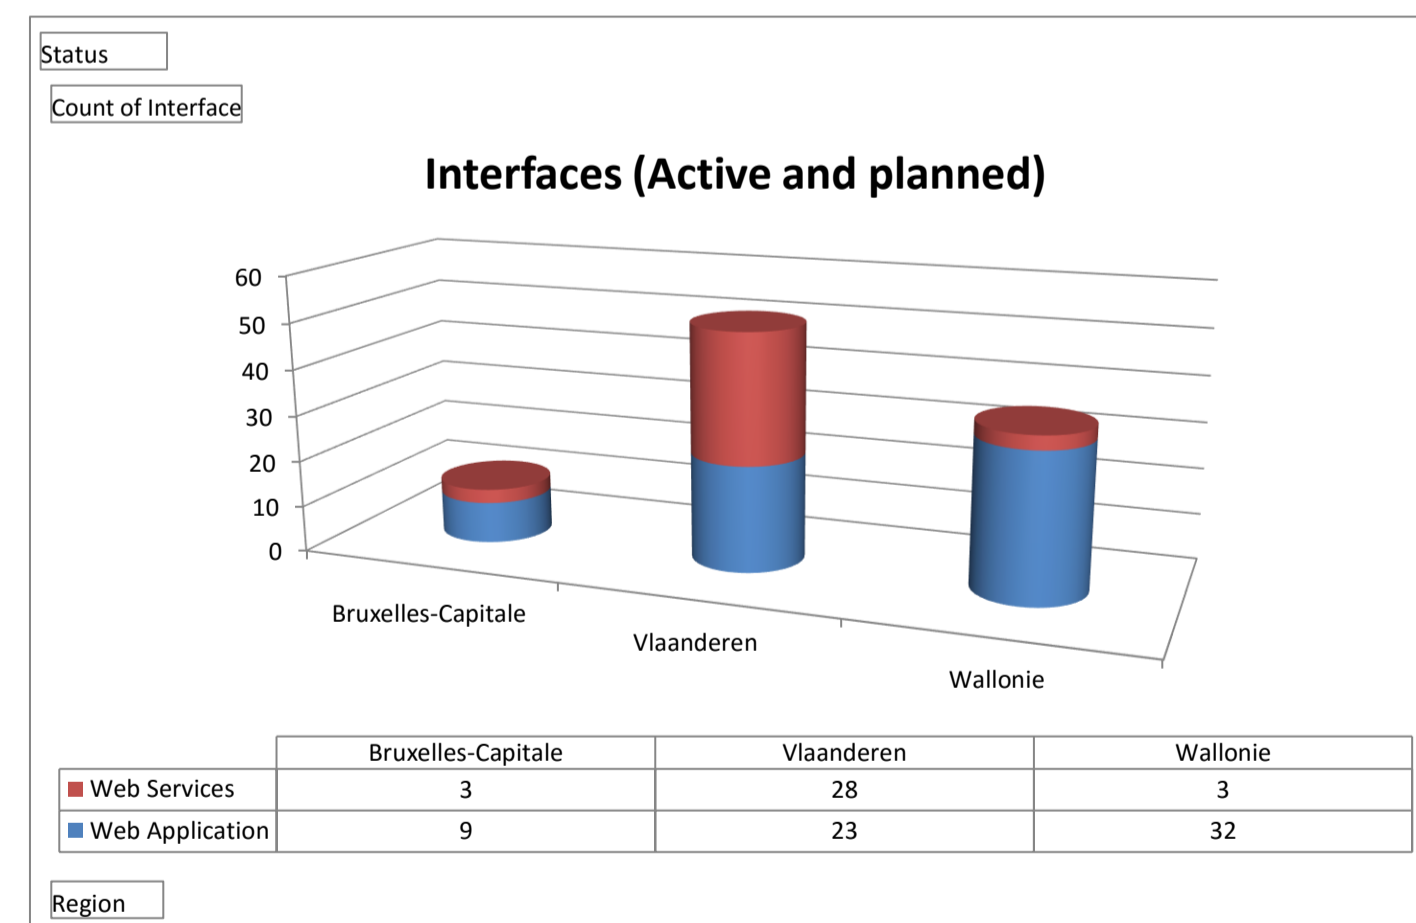 Status
Count of Interface
Interfaces (Active and planned)
60
50
40
30
20
10
0
Bruxelles-Capitale
Vlaanderen
Wallonie
Bruxelles-Capitale Vlaanderen Wallonie
Web Services 3 28 3
Web Application 9 23 32
Region